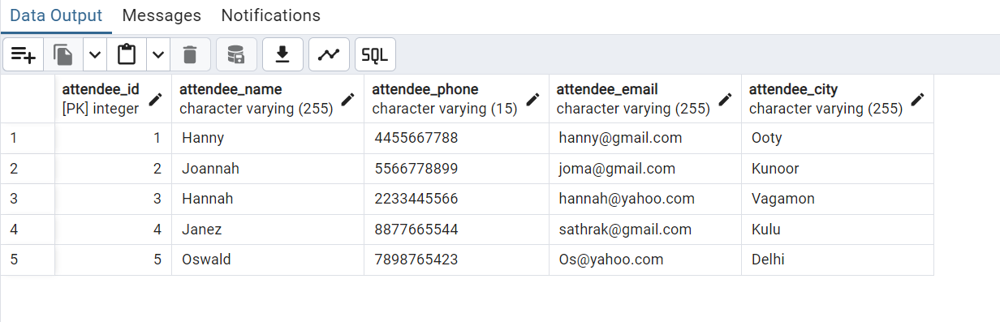 Data Output Messages Notifications
SQL
attendee_id attendee_name attendee_phone attendee_email attendee_city
[PK] integer character varying (255) character varying (15) character varying (255) character varying (255)
1 1 Hanny 4455667788 hanny@gmail.com Ooty
2 2 Joannah 5566778899 joma@gmail.com Kunoor
3 3 Hannah 2233445566 hannah@yahoo.com Vagamon
4 4 Janez 8877665544 sathrak@gmail.com Kulu
5 5 Oswald 7898765423 Os@yahoo.com Delhi